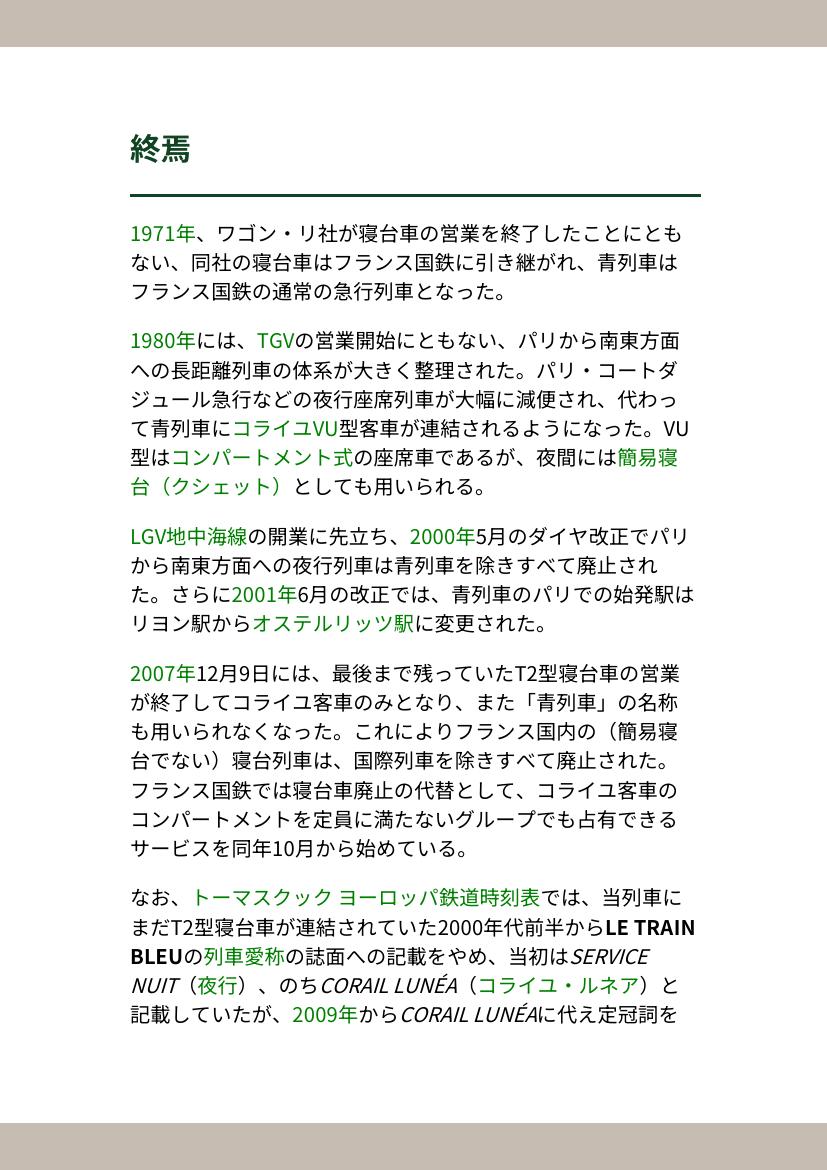 終焉
1971年、ワゴン・リ社が寝台車の営業を終了したことにとも
ない、同社の寝台車はフランス国鉄に引き継がれ、青列車は
フランス国鉄の通常の急行列車となった。
1980年には、TGVの営業開始にともない、パリから南東方面
への長距離列車の体系が大きく整理された。パリ・コートダ
ジュール急行などの夜行座席列車が大幅に減便され、代わっ
て青列車にコライユVU型客車が連結されるようになった。VU
型はコンパートメント式の座席車であるが、夜間には簡易寝
台（クシェット）としても用いられる。
LGV地中海線の開業に先立ち、2000年5月のダイヤ改正でパリ
から南東方面への夜行列車は青列車を除きすべて廃止され
た。さらに2001年6月の改正では、青列車のパリでの始発駅は
リヨン駅からオステルリッツ駅に変更された。
2007年12月9日には、最後まで残っていたT2型寝台車の営業
が終了してコライユ客車のみとなり、また「青列車」の名称
も用いられなくなった。これによりフランス国内の（簡易寝
台でない）寝台列車は、国際列車を除きすべて廃止された。
フランス国鉄では寝台車廃止の代替として、コライユ客車の
コンパートメントを定員に満たないグループでも占有できる
サービスを同年10月から始めている。
なお、トーマスクック ヨーロッパ鉄道時刻表では、当列車に
まだT2型寝台車が連結されていた2000年代前半からLE TRAIN
BLEUの列車愛称の誌面への記載をやめ、当初はSERVICE
NUIT（夜行）、のちCORAIL LUNÉA（コライユ・ルネア）と
記載していたが、2009年からCORAIL LUNÉAに代え定冠詞を